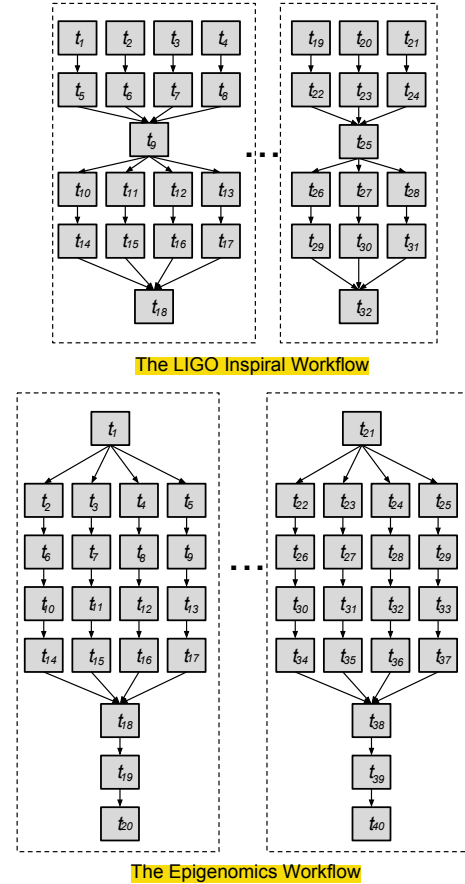 t1 t2 t3 t4 t19 t20 t21
t5 t6 t7 t8 t22 t23 t24
t9 ... t25
t10 t11 t12 t13 t26 t27 t28
t14 t15 t16 t17 t29 t30 t31
t18 t32
The LIGO Inspiral Workflow
t1 t21
t2 t3 t4 t5 t22 t23 t24 t25
t6 t7 t8 t9 t26 t27 t28 t29
...
t10 t11 t12 t13 t30 t31 t32 t33
t14 t15 t16 t17 t34 t35 t36 t37
t18 t38
t19 t39
t20 t40
The Epigenomics Workflow